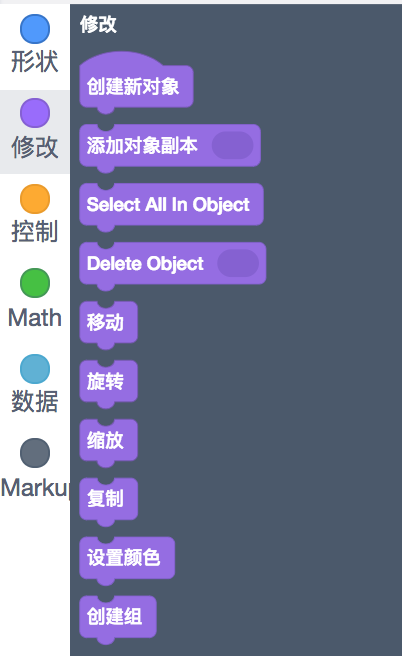 形状
修改
控制
Math
数据
Marku
修改
创建新对象
添加对象副本
Select All In Object
Delete Object
移动
旋转
缩放
复制
设置颜色
创建组